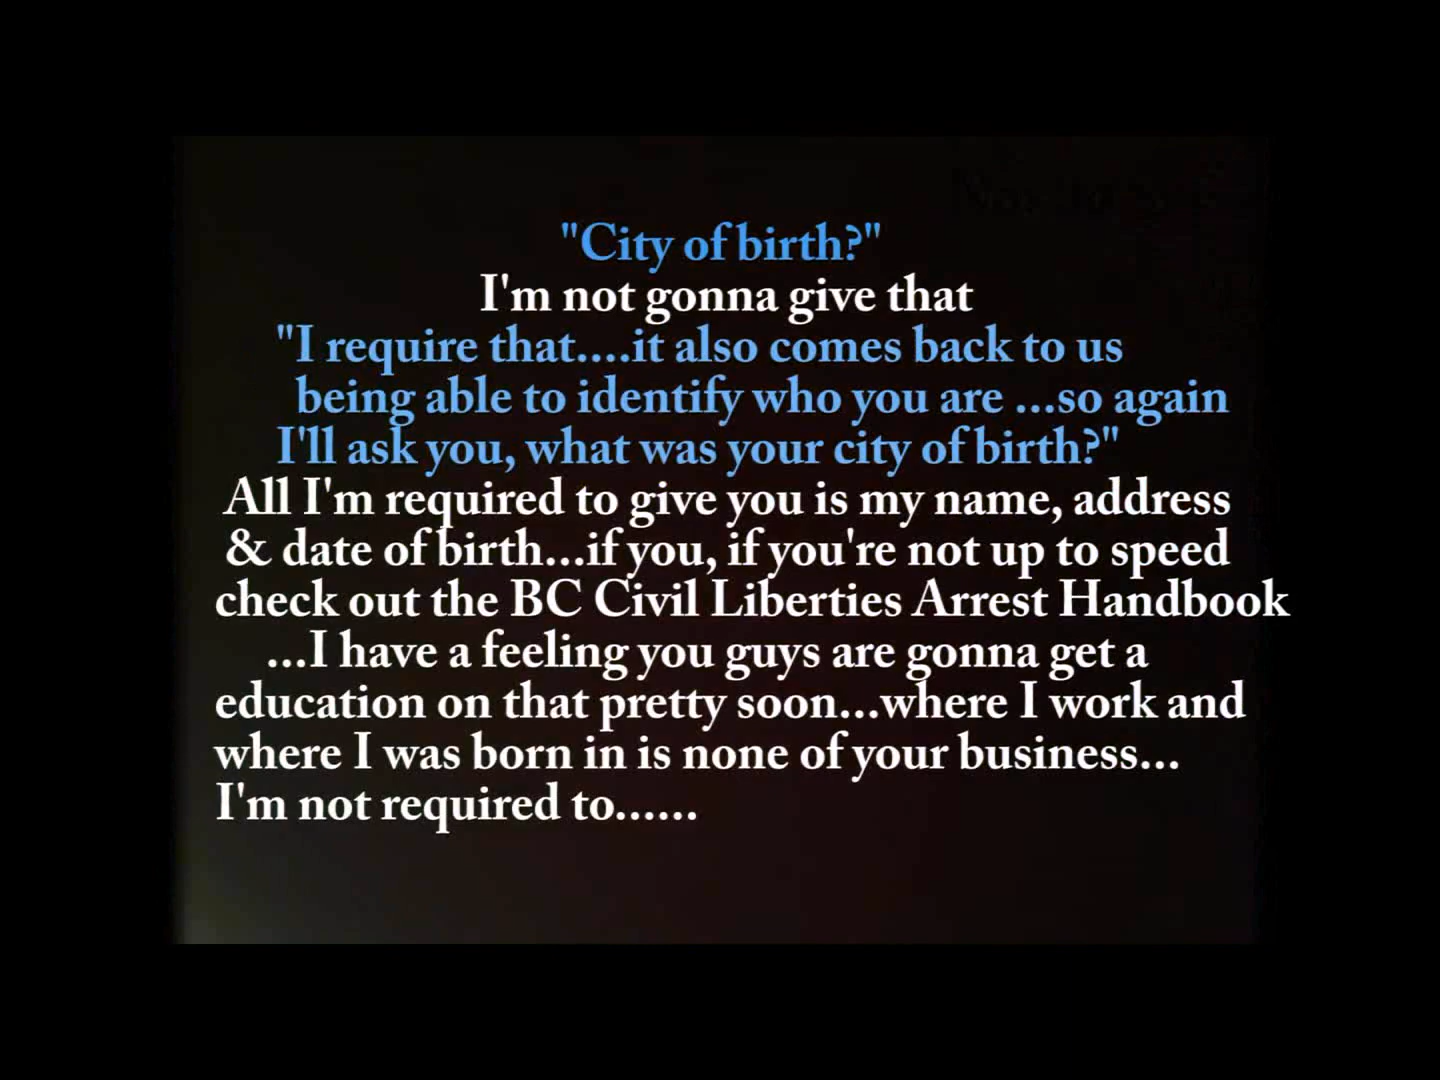 "City of birth?"
I'm not gonna give that
"I require that....it also comes back to us
being able to identify who you are ...so again
I'll ask you, what was your city of birth?"
All I'm required to give you is my name, address
& date of birth...if you, if you're not up to speed
check out the BC Civil Liberties Arrest Handbook
...I have a feeling you guys are gonna get a
education on that pretty soon...where I work and
where I was born in is none of your business...
I'm not required to......